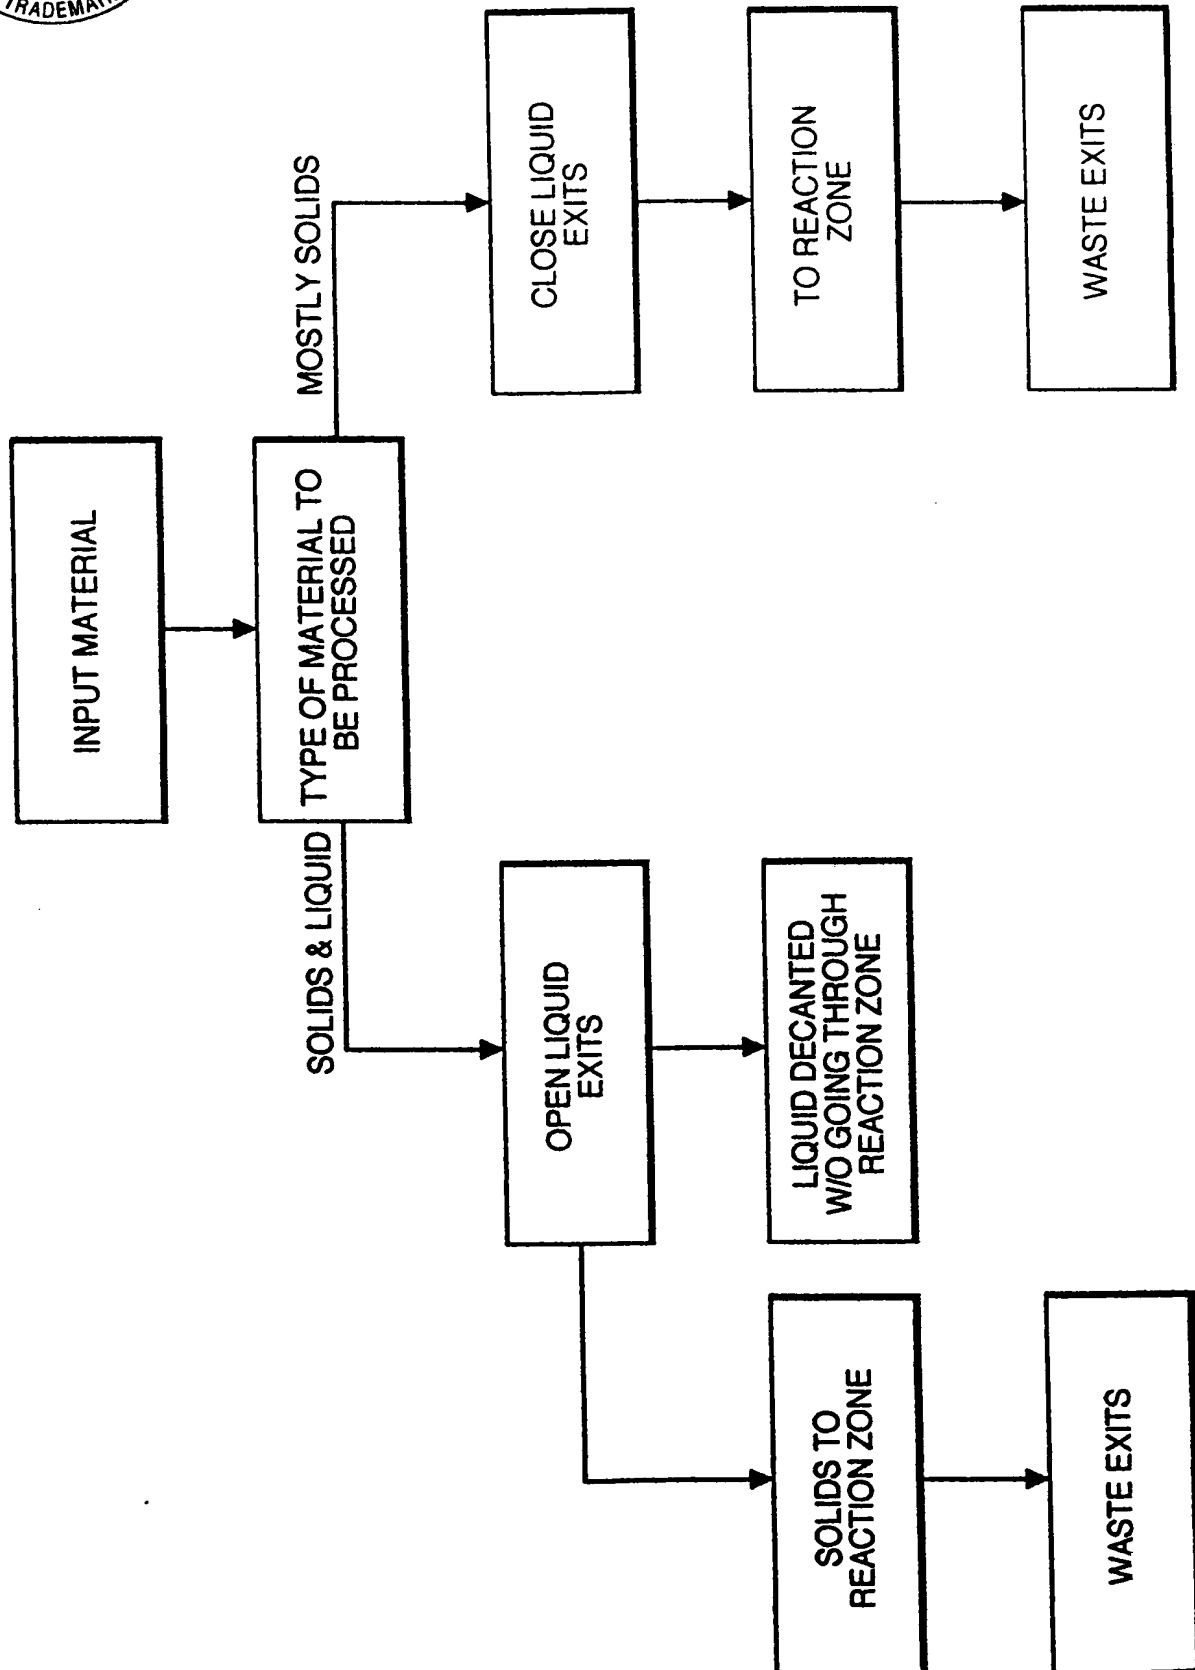 TRADEMA
INPUT MATERIAL
SOLIDS & LIQUID
TYPE OF MATERIAL TO
BE PROCESSED
MOSTLY SOLIDS
OPEN LIQUID
EXITS
CLOSE LIQUID
EXITS
SOLIDS TO
REACTION ZONE
LIQUID DECANTED
W/O GOING THROUGH
REACTION ZONE
TO REACTION
ZONE
WASTE EXITS
WASTE EXITS